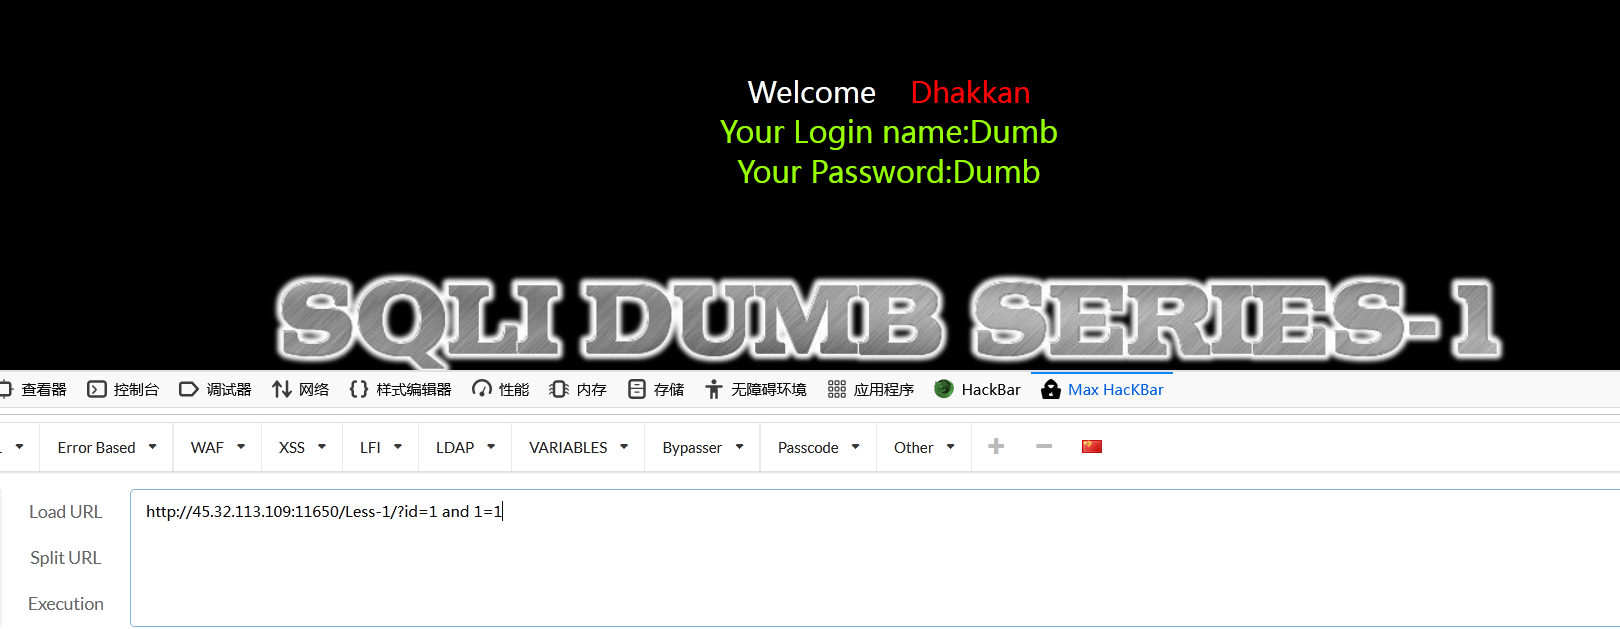 Welcome Dhakkan
Your Login name:Dumb
Your Password:Dumb
SQLI DUMB SERIES-1
查看器 控制台 调试器 网络 样式编辑器 性能 内存 存储 无障碍环境 应用程序 HackBar Max HacKBar
Error Based WAF XSS LFI LDAP VARIABLES Bypasser Passcode Other
Load URL http://45.32.113.109:11650/Less-1/?id=1 and 1=1
Split URL
Execution